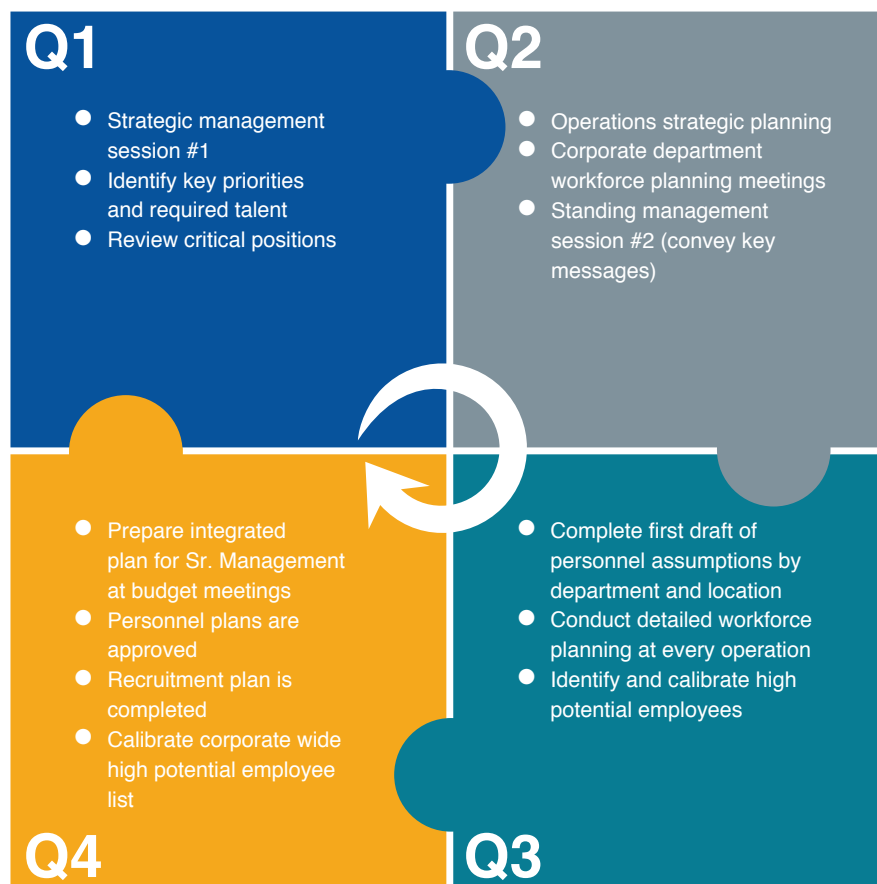 Q1
Strategic management
session #1
Identify key priorities
and required talent
Review critical positions
Q2
Operations strategic planning
Corporate department
workforce planning meetings
Standing management
session #2 (convey key
messages)
Prepare integrated
plan for Sr. Management
at budget meetings
Personnel plans are
approved
Recruitment plan is
completed
Calibrate corporate wide
high potential employee
list
Q4
Complete first draft of
personnel assumptions by
department and location
Conduct detailed workforce
planning at every operation
Identify and calibrate high
potential employees
Q3